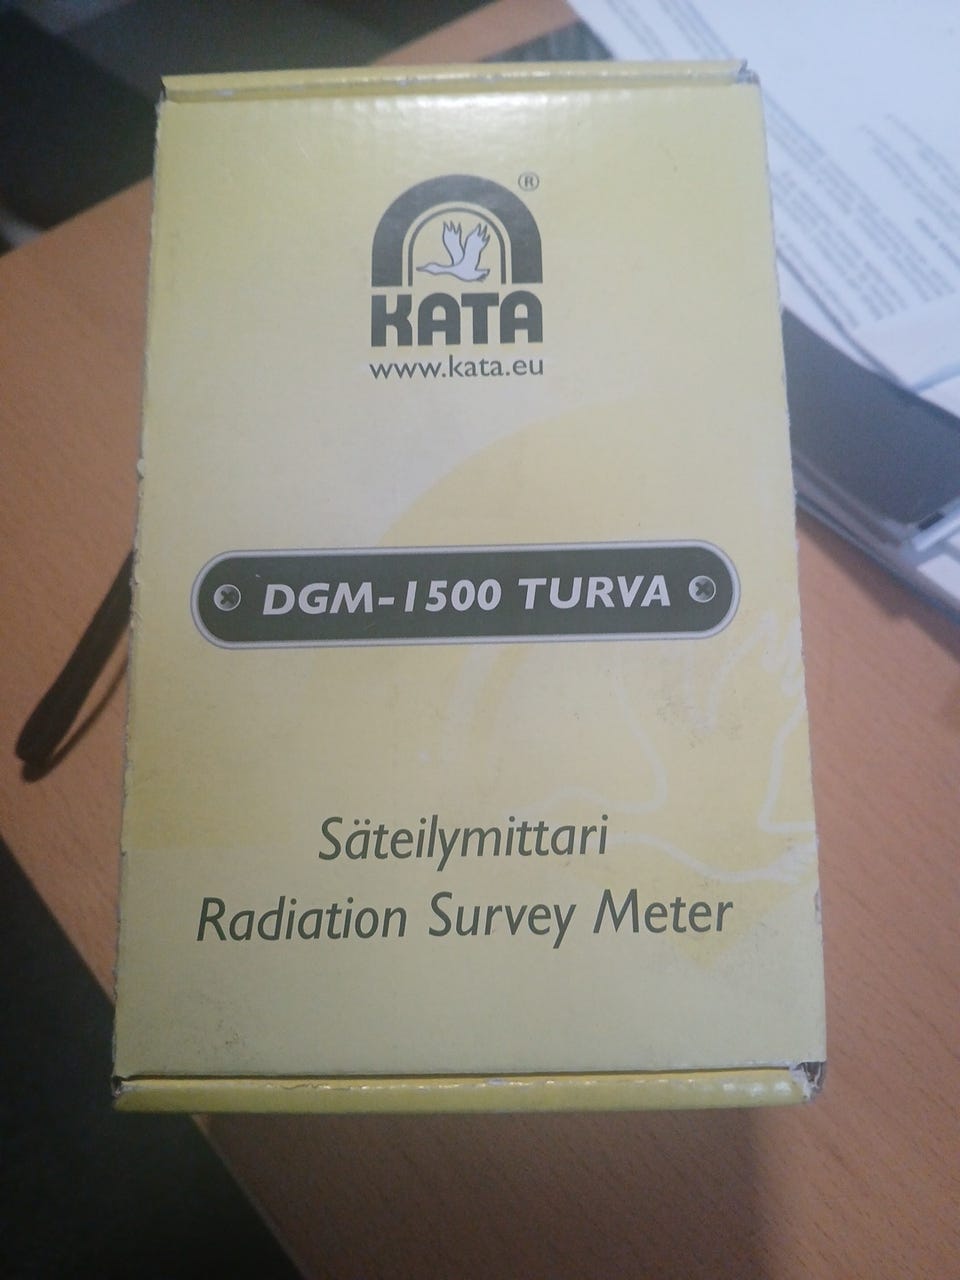 ®
KATA
www.kata.eu
DGM-1500 TURVA
Säteilymittari
Radiation Survey Meter